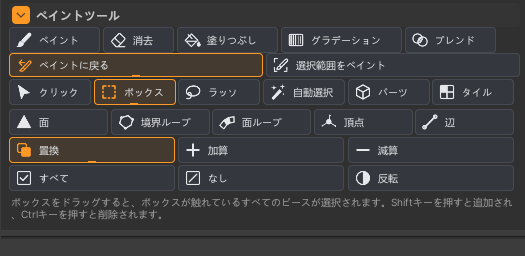 ペイントツール
ペイント 消去 塗りつぶし グラデーション ブレンド
ペイントに戻る 選択範囲をペイント
クリック ボックス ラッソ 自動選択 パーツ タイル
面 境界ループ 面ループ 頂点 辺
置換 加算 減算
すべて なし 反転
ボックスをドラッグすると、ボックスが触れているすべてのピースが選択されます。Shiftキーを押すと追加され
、Ctrlキーを押すと削除されます。